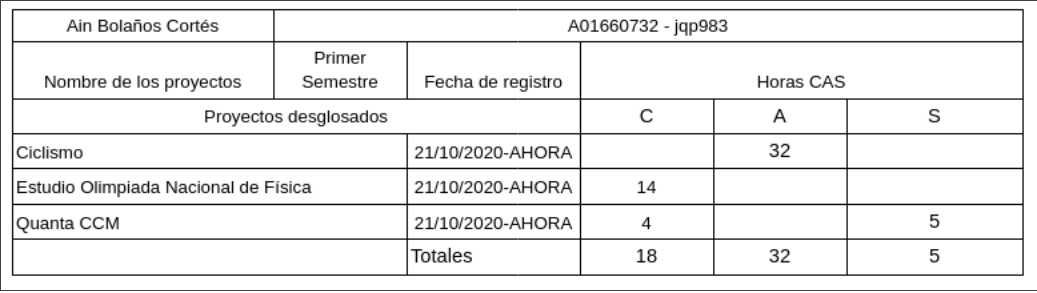 Ain Bolaños Cortés A01660732 - jqp983
Nombre de los proyectos Primer Semestre Fecha de registro Horas CAS
Proyectos desglosados C A S
Ciclismo 21/10/2020-AHORA 32
Estudio Olimpiada Nacional de Física 21/10/2020-AHORA 14
Quanta CCM 21/10/2020-AHORA 4 5
Totales 18 32 5